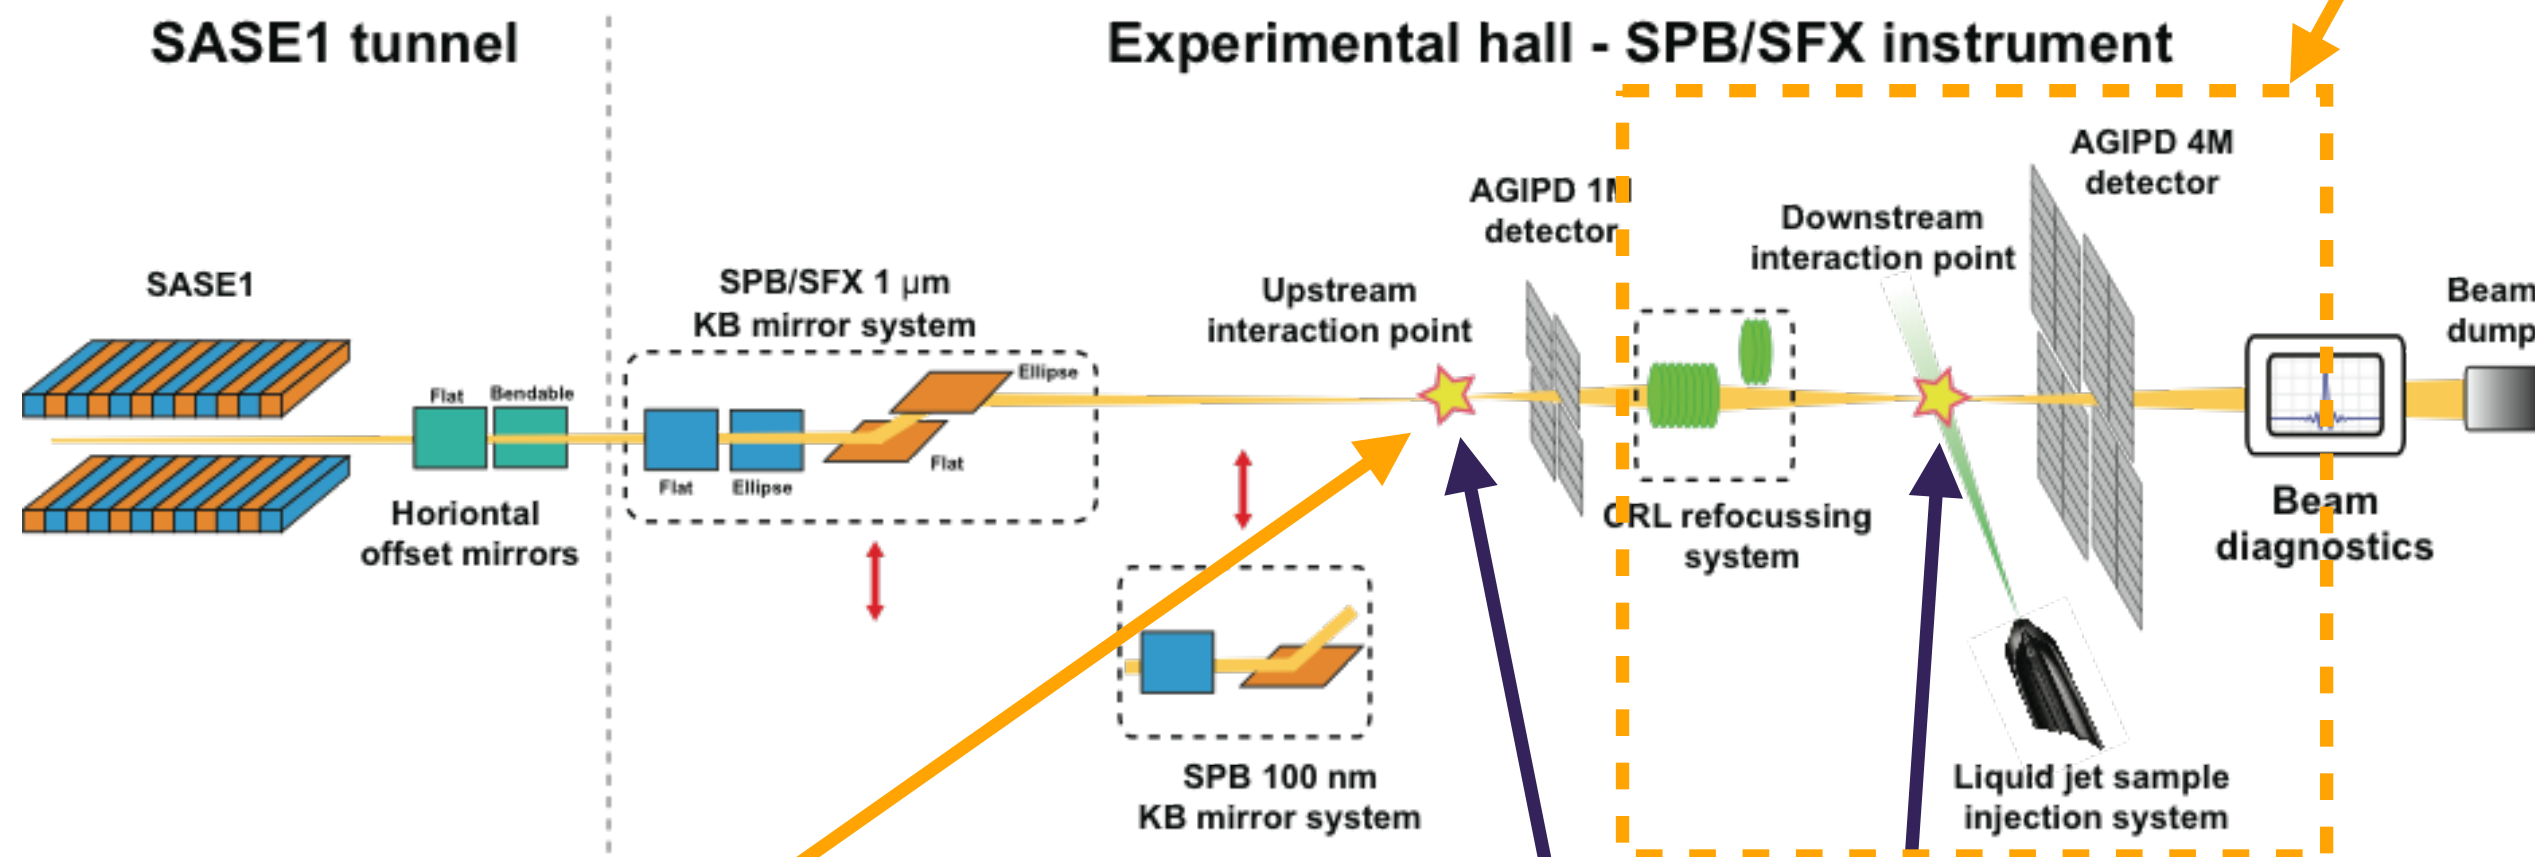 SASE1 tunnel
Experimental hall - SPB/SFX instrument
SASE1
Flat
Bendable
Horiontal
offset mirrors
SPB/SFX 1 μm
KB mirror system
Ellipse
Flat
Flat
Ellipse
SPB 100 nm
KB mirror system
Upstream
interaction point
AGIPD 1M
detector
CRL refocussing
system
Downstream
interaction point
AGIPD 4M
detector
Liquid jet sample
injection system
Beam
diagnostics
Beam
dump